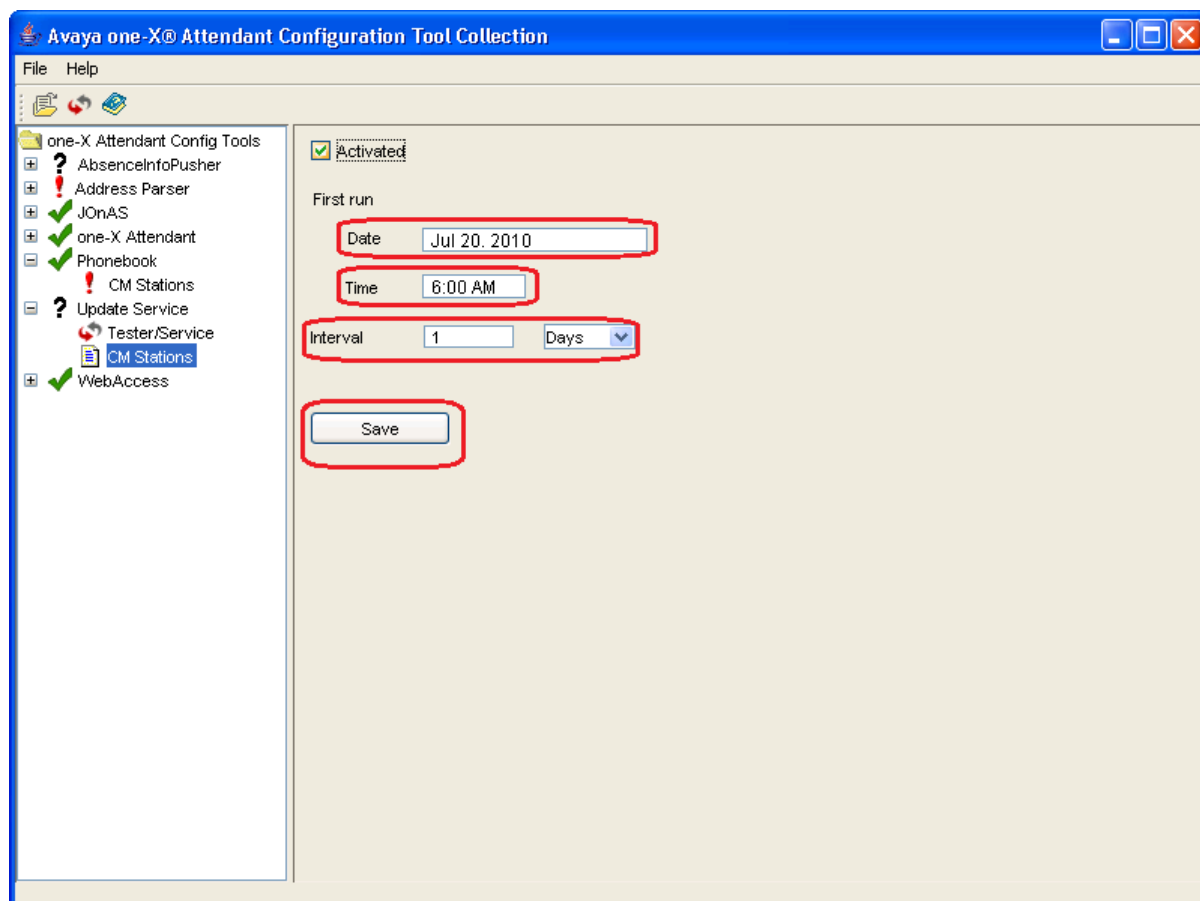 Avaya one-X® Attendant Configuration Tool Collection
File Help
one-X Attendant Config Tools
AbsenceInfoPusher
Address Parser
JOnAS
one-X Attendant
Phonebook
CM Stations
Update Service
Tester/Service
CM Stations
WebAccess
Activated
First run
Date Jul 20. 2010
Time 6:00 AM
Interval 1 Days
Save